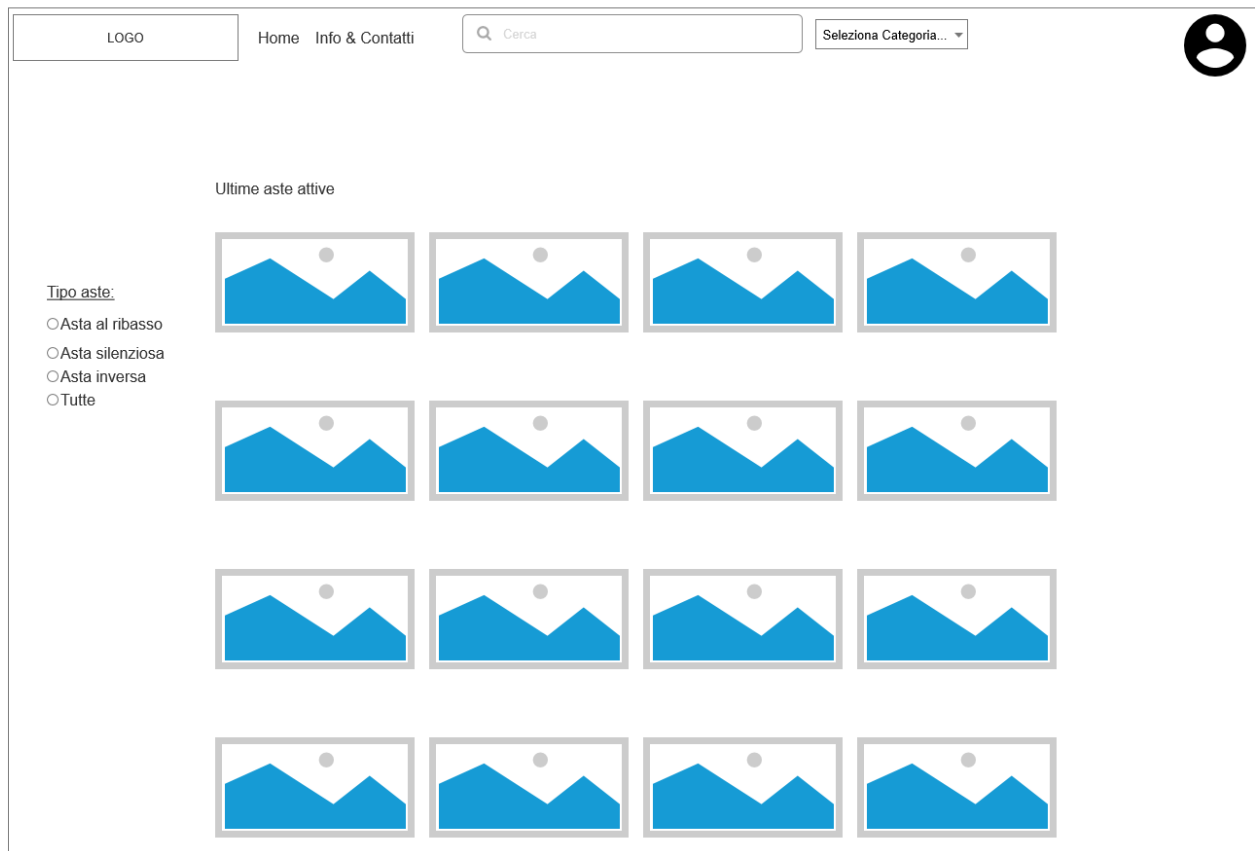 LOGO
Home
Info & Contatti
Cerca
Seleziona Categoria...
Ultime aste attive
Tipo aste:
Asta al ribasso
Asta silenziosa
Asta inversa
Tutte